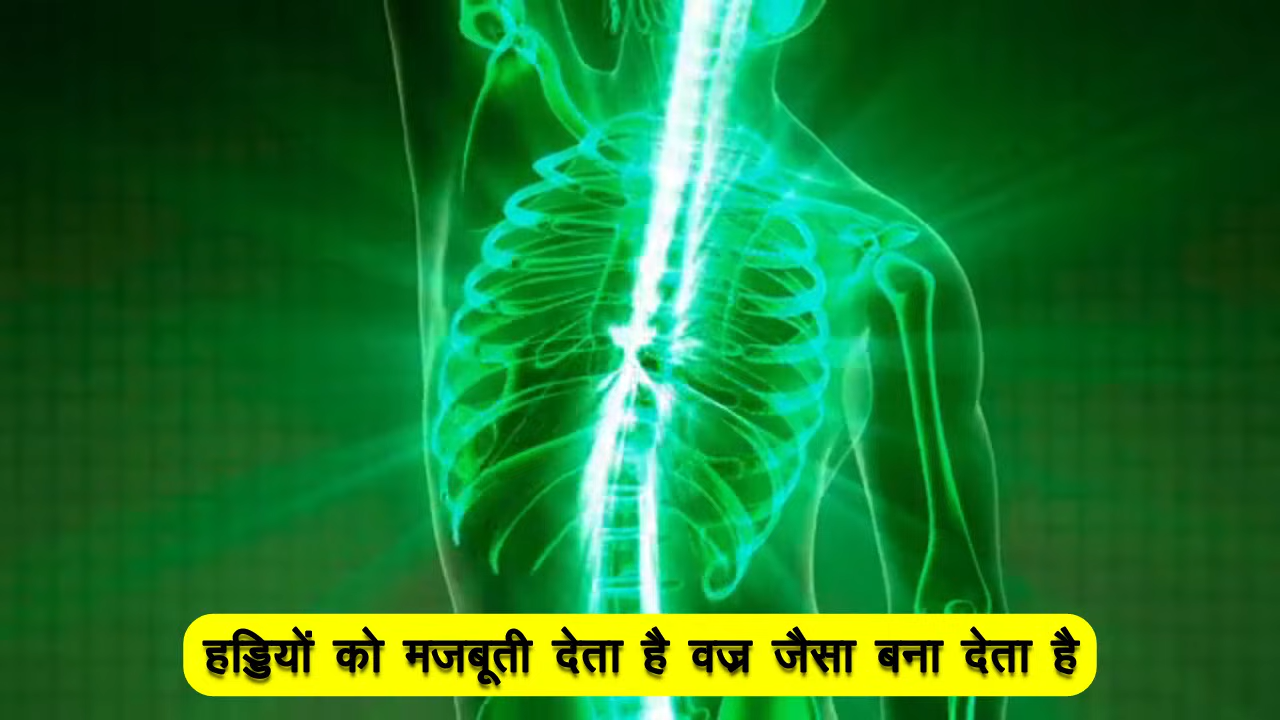 हड्डियों को मजबूती देता है वज्र जैसा बना देता है